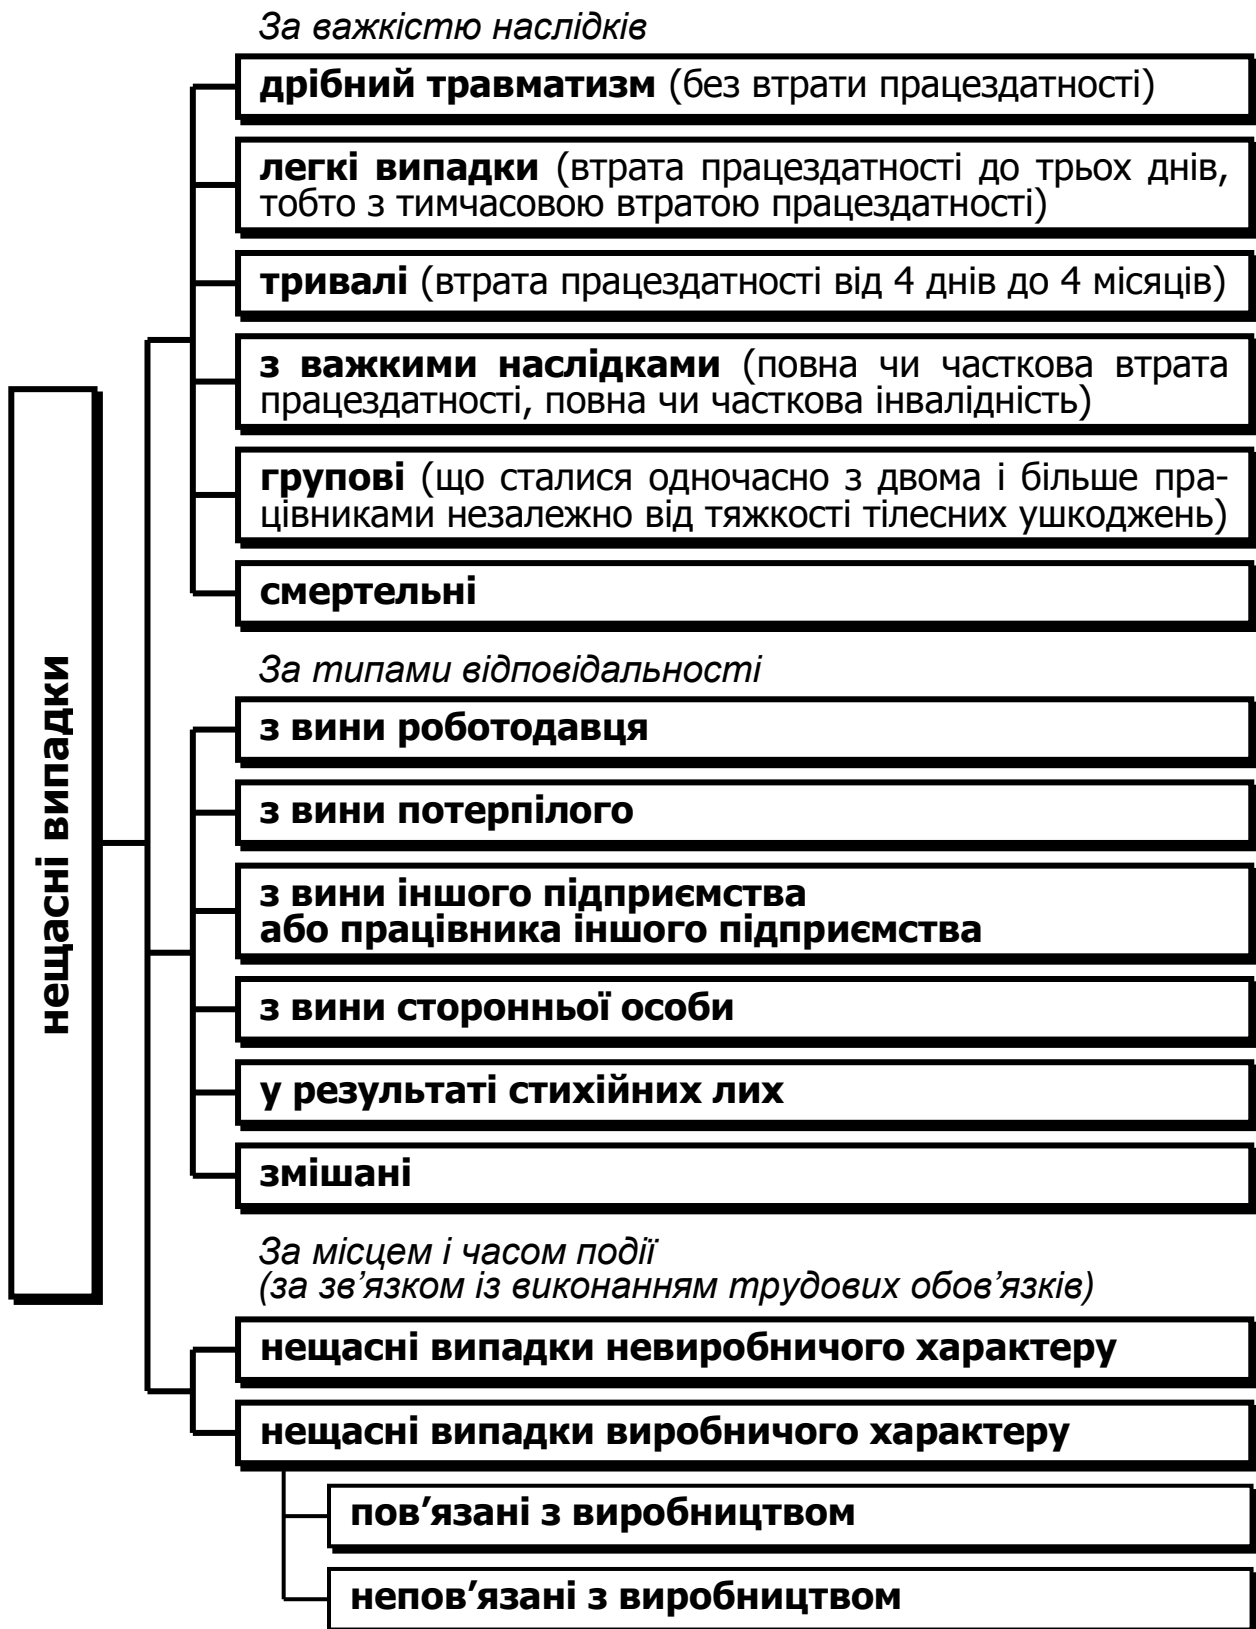 За важкістю наслідків
дрібний травматизм (без втрати працездатності)
легкі випадки (втрата працездатності до трьох днів,
тобто з тимчасовою втратою працездатності)
тривалі (втрата працездатності від 4 днів до 4 місяців)
з важкими наслідками (повна чи часткова втрата
працездатності, повна чи часткова інвалідність)
групові (що сталися одночасно з двома і більше пра-
цівниками незалежно від тяжкості тілесних ушкоджень)
смертельні
нещасні випадки
За типами відповідальності
з вини роботодавця
з вини потерпілого
з вини іншого підприємства
або працівника іншого підприємства
з вини сторонньої особи
у результаті стихійних лих
змішані
За місцем і часом події
(за зв’язком із виконанням трудових обов’язків)
нещасні випадки невиробничого характеру
нещасні випадки виробничого характеру
пов’язані з виробництвом
непов’язані з виробництвом